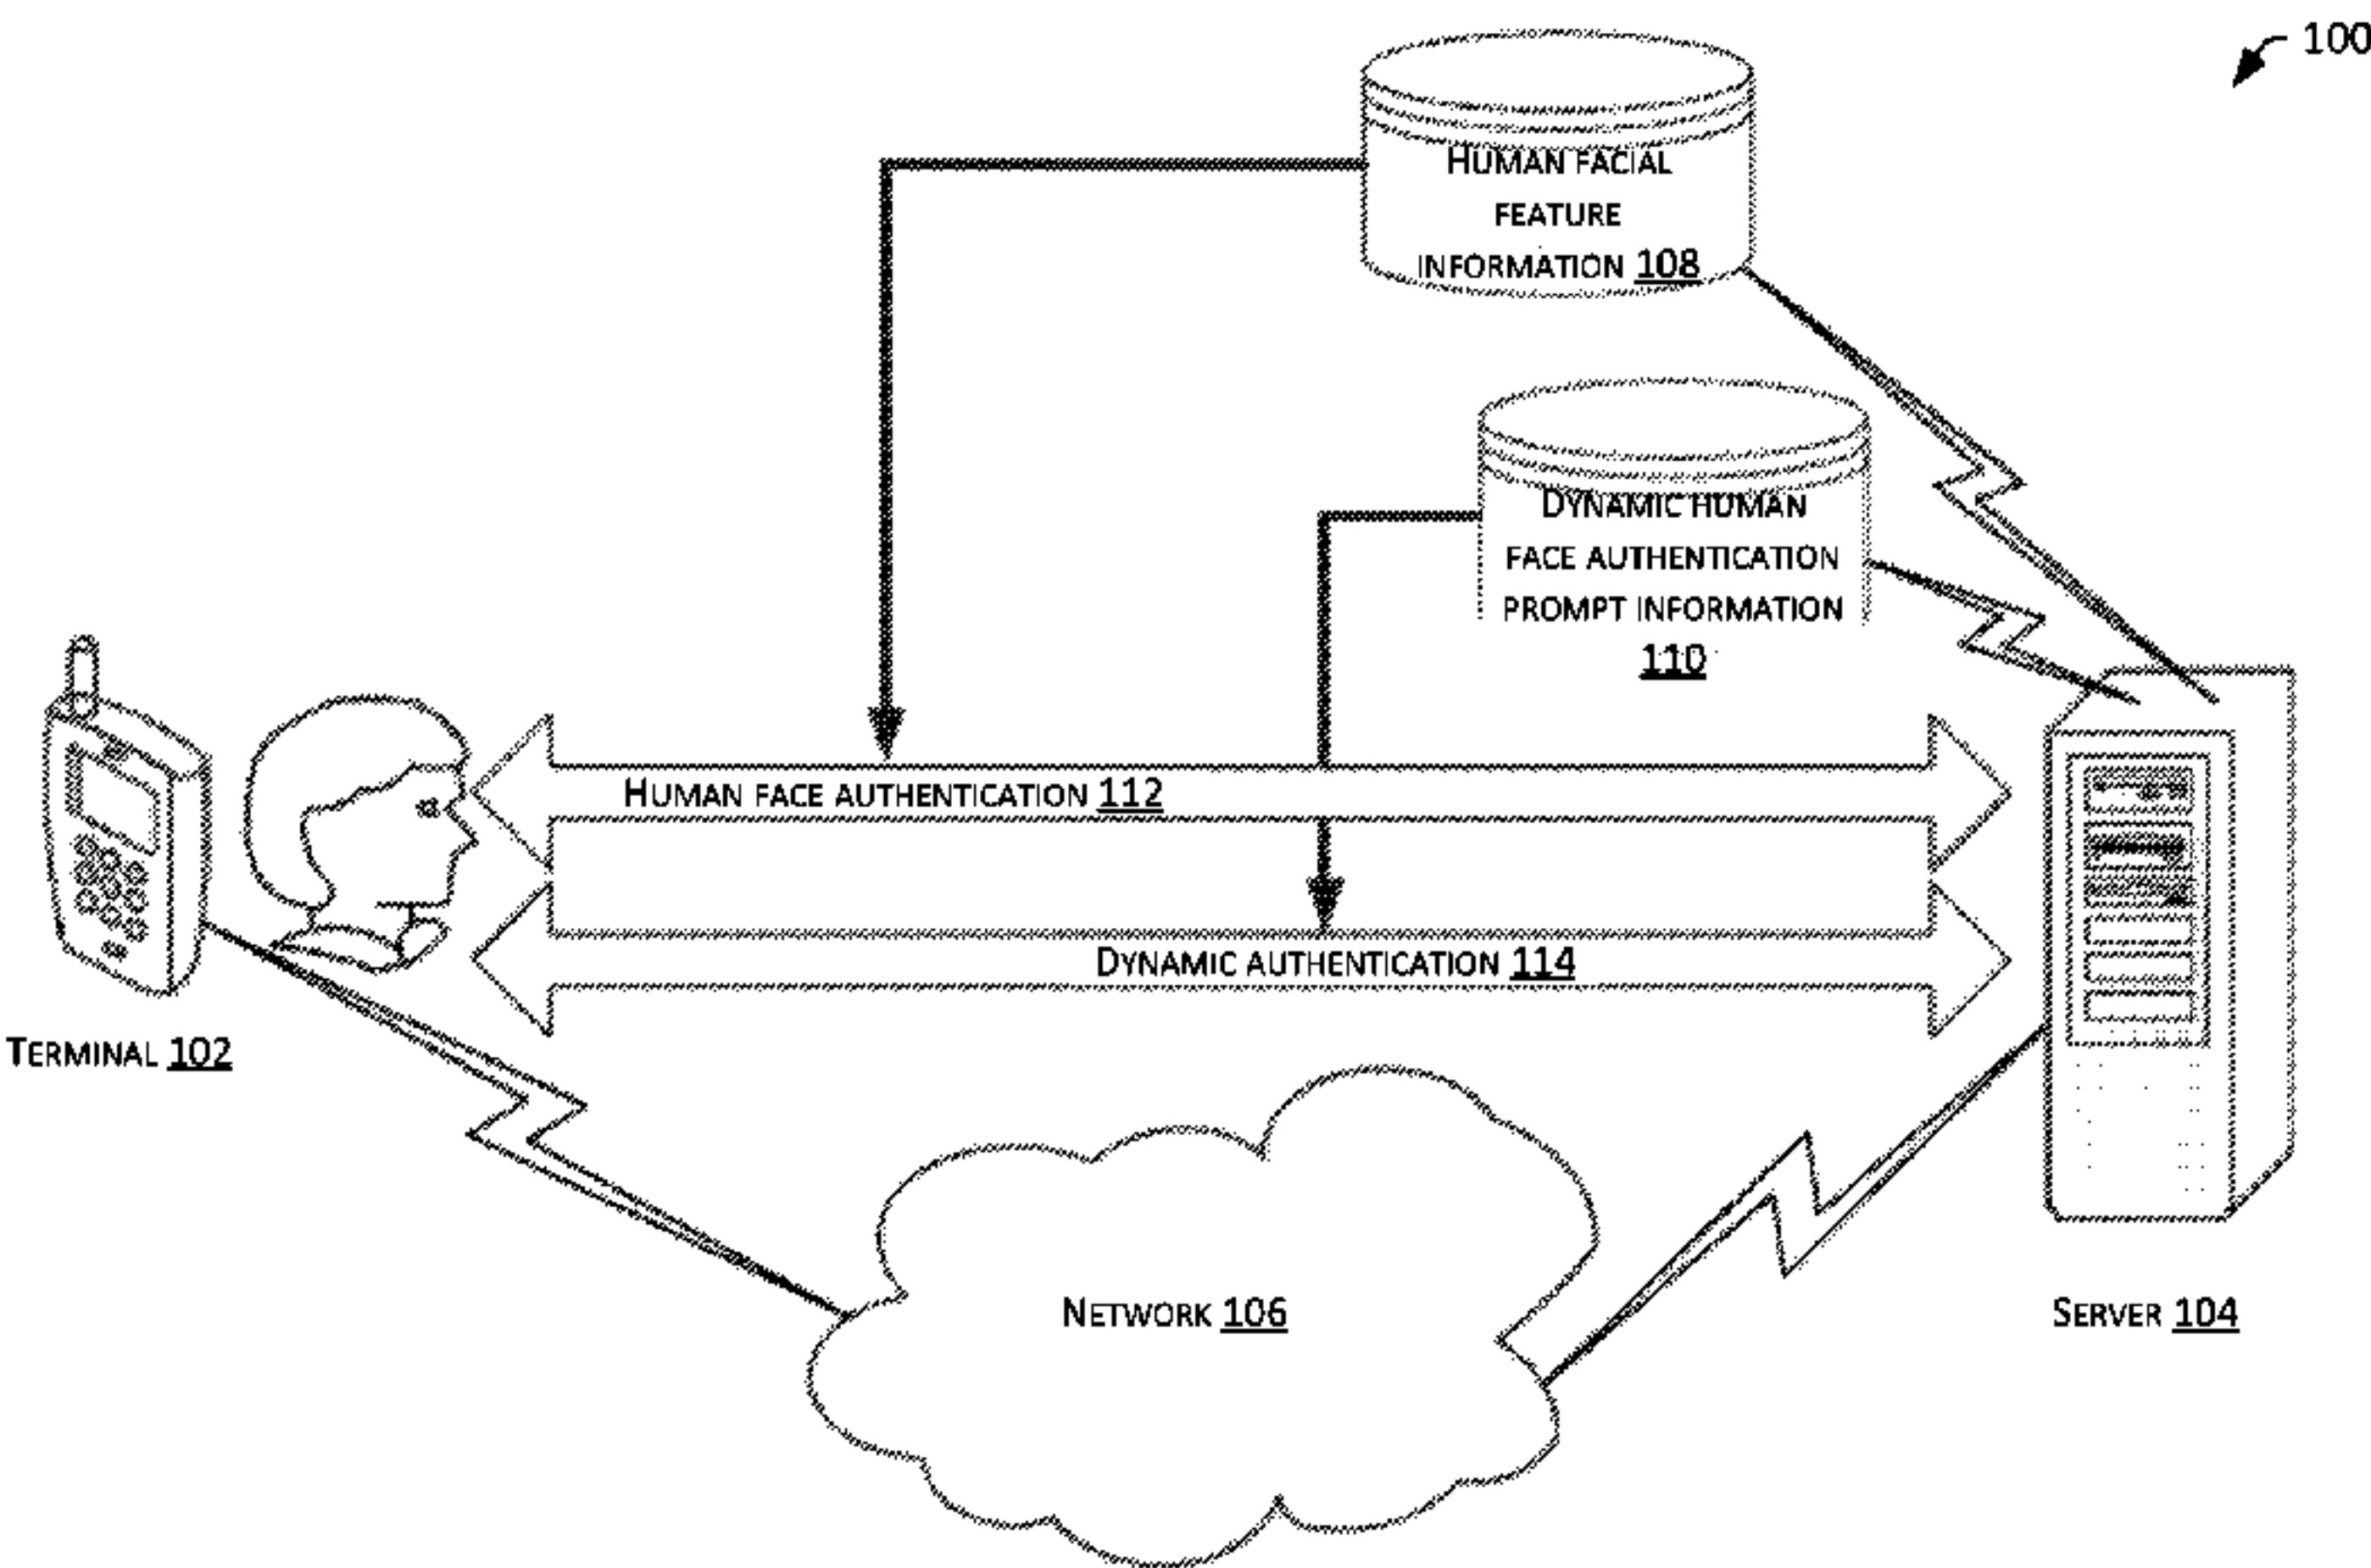 100
HUMAN FACIAL
FEATURE
INFORMATION 108
DYNAMIC HUMAN
FACE AUTHENTICATION
PROMPT INFORMATION
110
HUMAN FACE AUTHENTICATION 112
DYNAMIC AUTHENTICATION 114
TERMINAL 102
NETWORK 106
SERVER 104